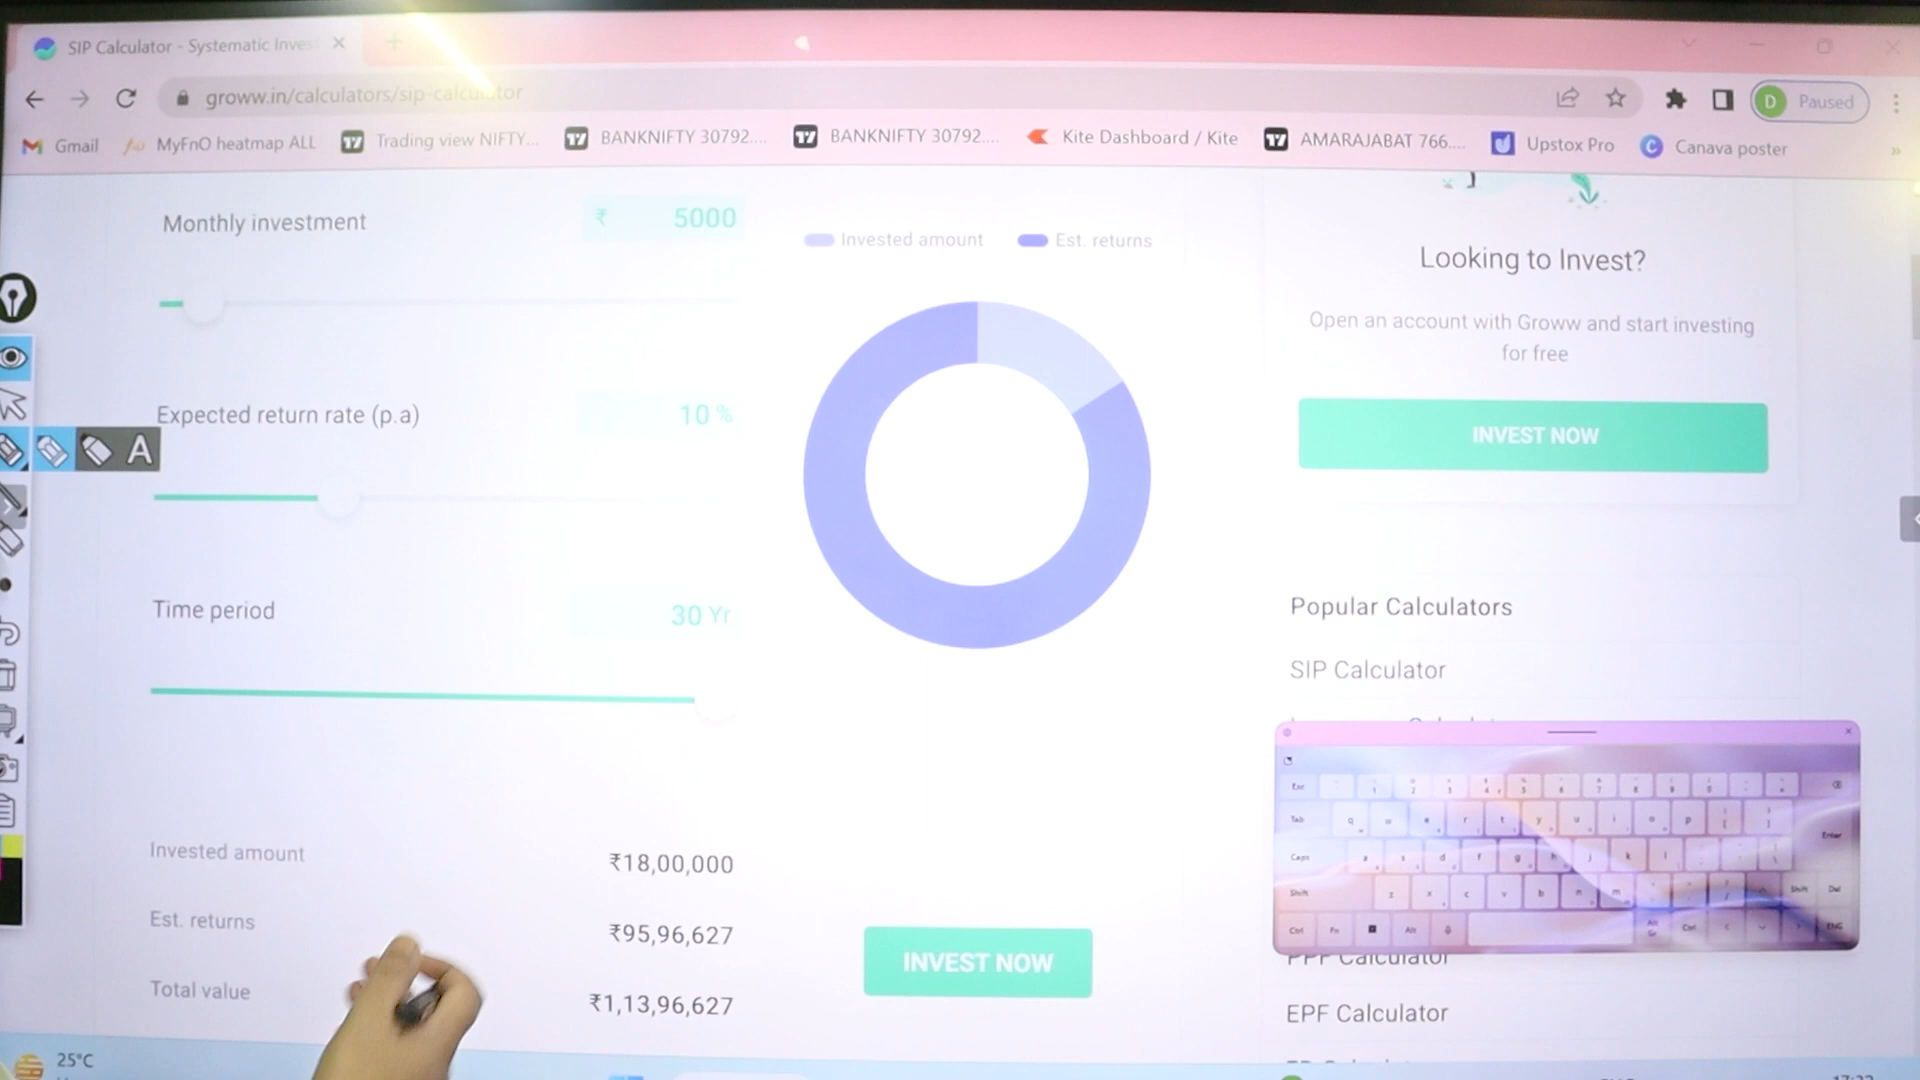 SIP Calculator - Systematic Inves
groww.in/calculators/sip-calculator
Paused
Gmail
MyFnO heatmap ALL
Trading view NIFTY...
BANKNIFTY 30792....
BANKNIFTY 30792....
Kite Dashboard / Kite
AMARAJABAT 766....
Upstox Pro
Canava poster
Monthly investment
₹ 5000
Invested amount
Est. returns
Looking to Invest?
Open an account with Groww and start investing
for free
INVEST NOW
Expected return rate (p.a)
10 %
A
Time period
30 Yr
Popular Calculators
SIP Calculator
Invested amount
₹18,00,000
Est. returns
₹95,96,627
Total value
₹1,13,96,627
INVEST NOW
PPF Calculator
EPF Calculator
25°C